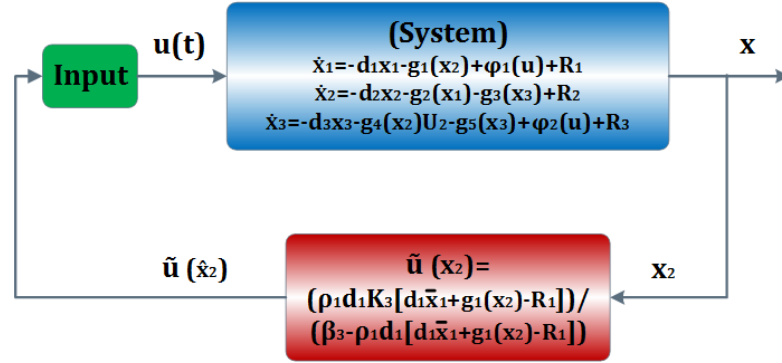 (System)
u(t)
ẋ₁=-d₁x₁-g₁(x₂)+φ₁(u)+R₁
x
Input
ẋ₂=-d₂x₂-g₂(x₁)-g₃(x₃)+R₂
ẋ₃=-d₃x₃-g₄(x₂)U₂-g₅(x₃)+φ₂(u)+R₃
ũ (x̂₂)
ũ (x₂)=
x₂
(ρ₁d₁K₃[d₁x̄₁+g₁(x₂)-R₁])/
(β₃-ρ₁d₁[d₁x̄₁+g₁(x₂)-R₁])